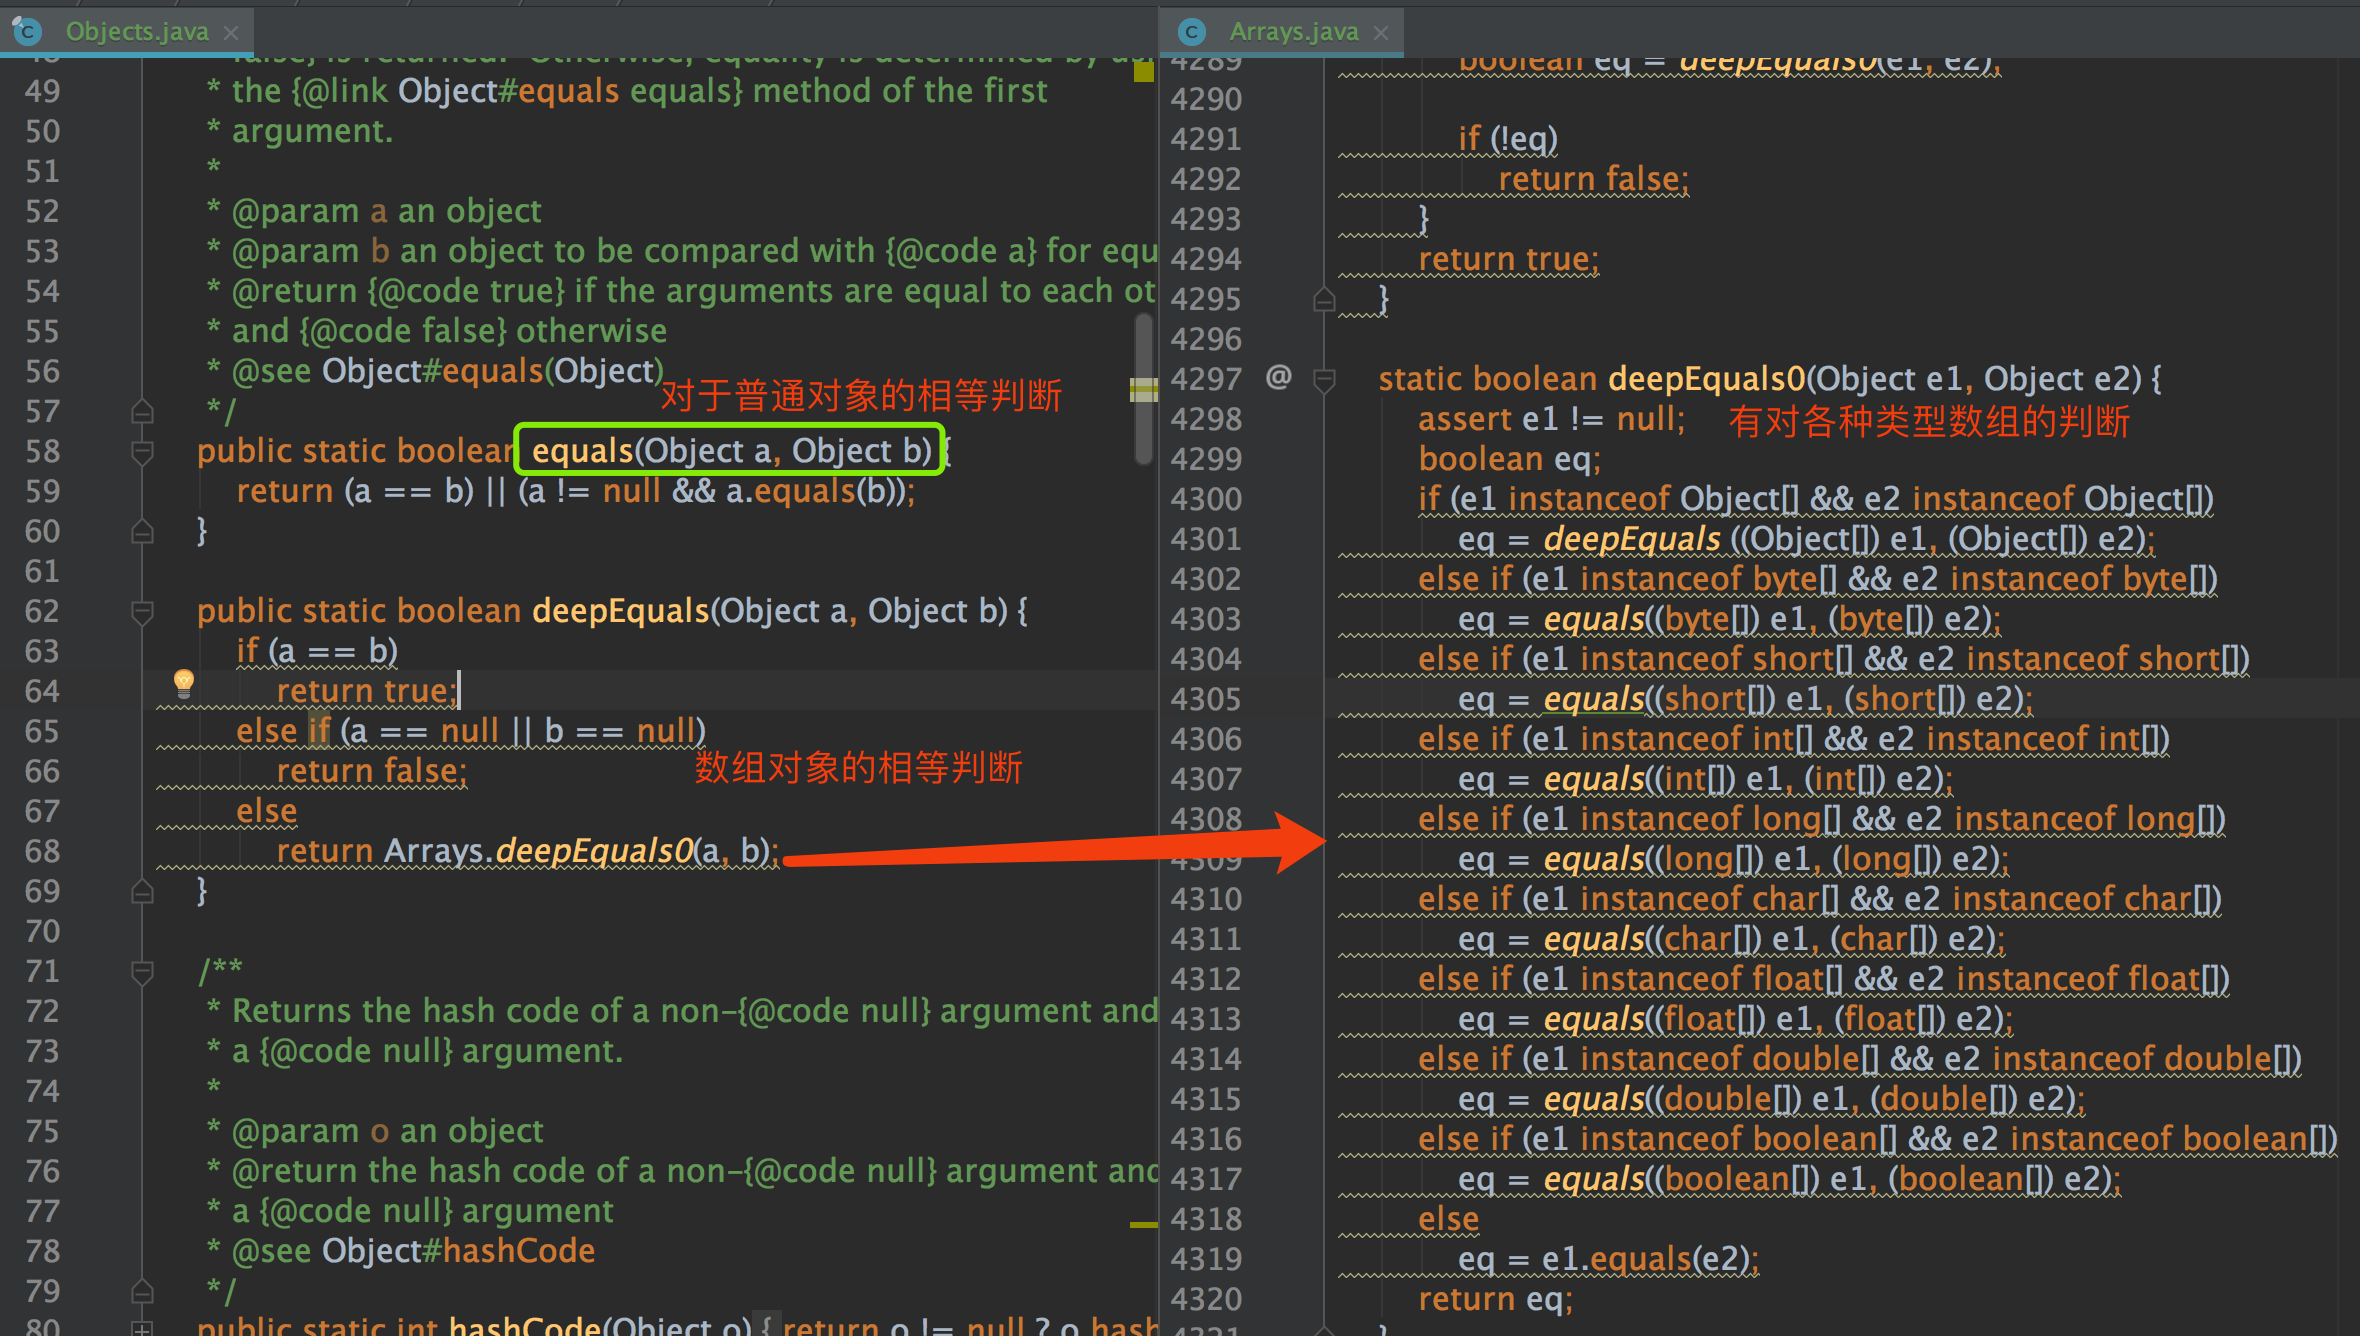 Objects.java
false} is returned. Otherwise, equality is determined by usi
49 * the {@link Object#equals equals} method of the first
50 * argument.
51 *
52 * @param a an object
53 * @param b an object to be compared with {@code a} for equ
54 * @return {@code true} if the arguments are equal to each ot
55 * and {@code false} otherwise
56 * @see Object#equals(Object)
对于普通对象的相等判断
57 */
58 public static boolean equals(Object a, Object b) {
59 return (a == b) || (a != null && a.equals(b));
60 }
61
62 public static boolean deepEquals(Object a, Object b) {
63 if (a == b)
64 return true;
65 else if (a == null || b == null)
66 return false;
数组对象的相等判断
67 else
68 return Arrays.deepEquals0(a, b);
69 }
70
71 /**
72 * Returns the hash code of a non-{@code null} argument and
73 * a {@code null} argument.
74 *
75 * @param o an object
76 * @return the hash code of a non-{@code null} argument and
77 * a {@code null} argument
78 * @see Object#hashCode
79 */
80 public static int hashCode(Object o) { return o != null ? o.hash
Arrays.java
4289 boolean eq = deepEquals0(e1, e2);
4290
4291 if (!eq)
4292 return false;
4293 }
4294 return true;
4295 }
4296
4297 @ static boolean deepEquals0(Object e1, Object e2) {
4298 assert e1 != null; 有对各种类型数组的判断
4299 boolean eq;
4300 if (e1 instanceof Object[] && e2 instanceof Object[])
4301 eq = deepEquals ((Object[]) e1, (Object[]) e2);
4302 else if (e1 instanceof byte[] && e2 instanceof byte[])
4303 eq = equals((byte[]) e1, (byte[]) e2);
4304 else if (e1 instanceof short[] && e2 instanceof short[])
4305 eq = equals((short[]) e1, (short[]) e2);
4306 else if (e1 instanceof int[] && e2 instanceof int[])
4307 eq = equals((int[]) e1, (int[]) e2);
4308 else if (e1 instanceof long[] && e2 instanceof long[])
4309 eq = equals((long[]) e1, (long[]) e2);
4310 else if (e1 instanceof char[] && e2 instanceof char[])
4311 eq = equals((char[]) e1, (char[]) e2);
4312 else if (e1 instanceof float[] && e2 instanceof float[])
4313 eq = equals((float[]) e1, (float[]) e2);
4314 else if (e1 instanceof double[] && e2 instanceof double[])
4315 eq = equals((double[]) e1, (double[]) e2);
4316 else if (e1 instanceof boolean[] && e2 instanceof boolean[])
4317 eq = equals((boolean[]) e1, (boolean[]) e2);
4318 else
4319 eq = e1.equals(e2);
4320 return eq;
4321 }